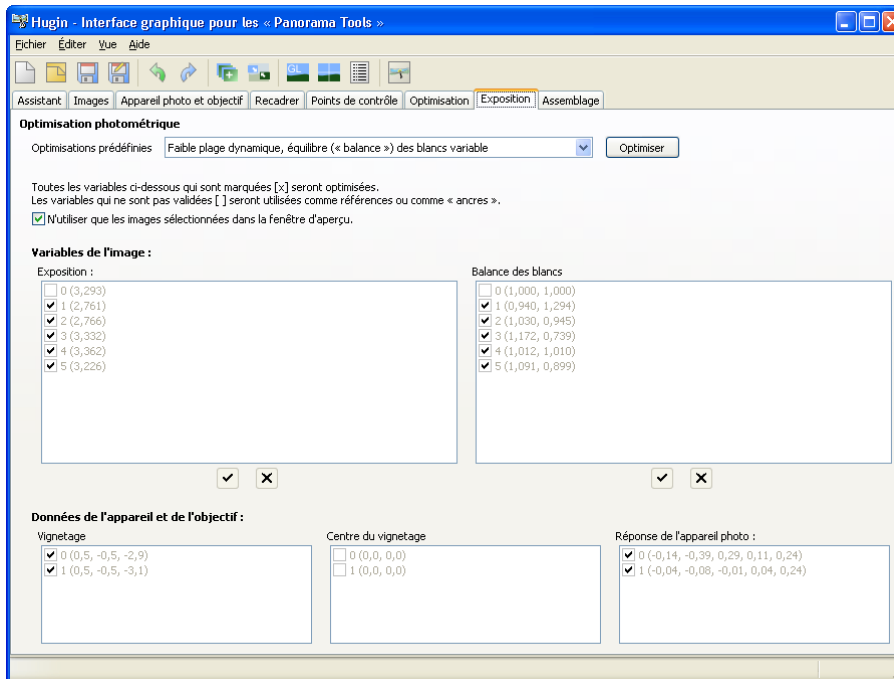 Hugin - Interface graphique pour les « Panorama Tools »
Fichier Éditer Vue Aide
GL
Assistant Images Appareil photo et objectif Recadrer Points de contrôle Optimisation Exposition Assemblage
Optimisation photométrique
Optimisations prédéfinies Faible plage dynamique, équilibre (« balance ») des blancs variable Optimiser
Toutes les variables ci-dessous qui sont marquées [x] seront optimisées.
Les variables qui ne sont pas validées [ ] seront utilisées comme références ou comme « ancres ».
N'utiliser que les images sélectionnées dans la fenêtre d'aperçu.
Variables de l'image :
Exposition :
0 (3,293)
1 (2,761)
2 (2,766)
3 (3,332)
4 (3,362)
5 (3,226)
Balance des blancs
0 (1,000, 1,000)
1 (0,940, 1,294)
2 (1,030, 0,945)
3 (1,172, 0,739)
4 (1,012, 1,010)
5 (1,091, 0,899)
Données de l'appareil et de l'objectif :
Vignetage
0 (0,5, -0,5, -2,9)
1 (0,5, -0,5, -3,1)
Centre du vignetage
0 (0,0, 0,0)
1 (0,0, 0,0)
Réponse de l'appareil photo :
0 (-0,14, -0,39, 0,29, 0,11, 0,24)
1 (-0,04, -0,08, -0,01, 0,04, 0,24)